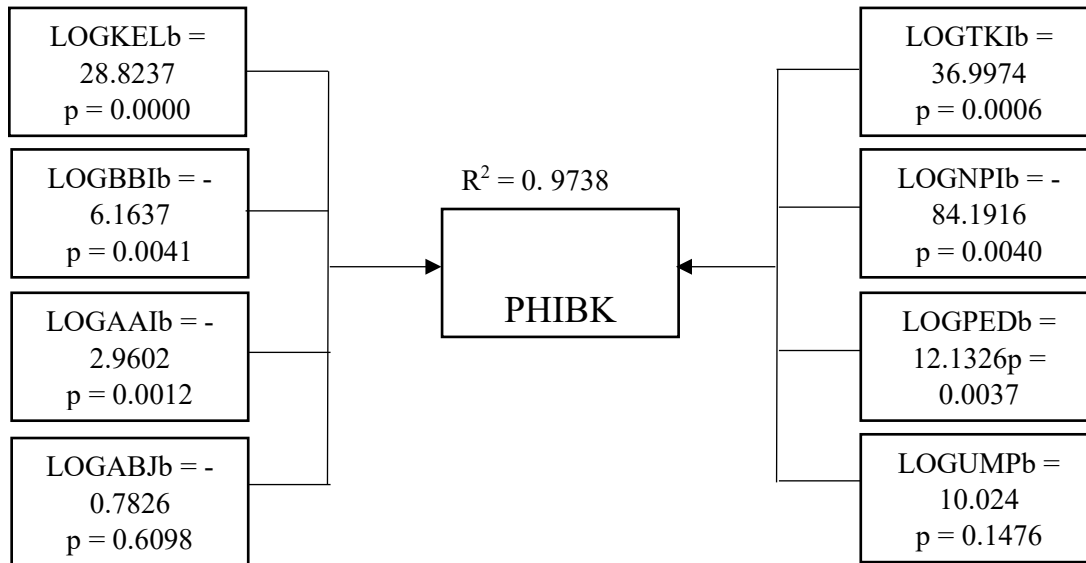 LOGKELb =
28.8237
p = 0.0000
LOGBBIb = -
6.1637
p = 0.0041
LOGAAIb = -
2.9602
p = 0.0012
LOGABJb = -
0.7826
p = 0.6098
R² = 0. 9738
PHIBK
LOGTKIb =
36.9974
p = 0.0006
LOGNPIb = -
84.1916
p = 0.0040
LOGPEDb =
12.1326p =
0.0037
LOGUMPb =
10.024
p = 0.1476